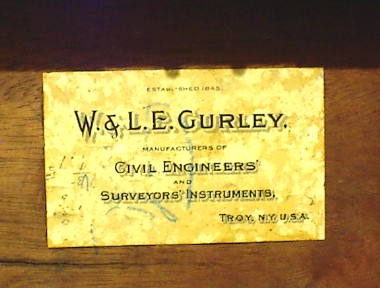 ESTABLISHED 1845.
W. & L. E. GURLEY,
MANUFACTURERS OF
CIVIL ENGINEERS'
AND
SURVEYORS' INSTRUMENTS,
TROY, N.Y. U.S.A.